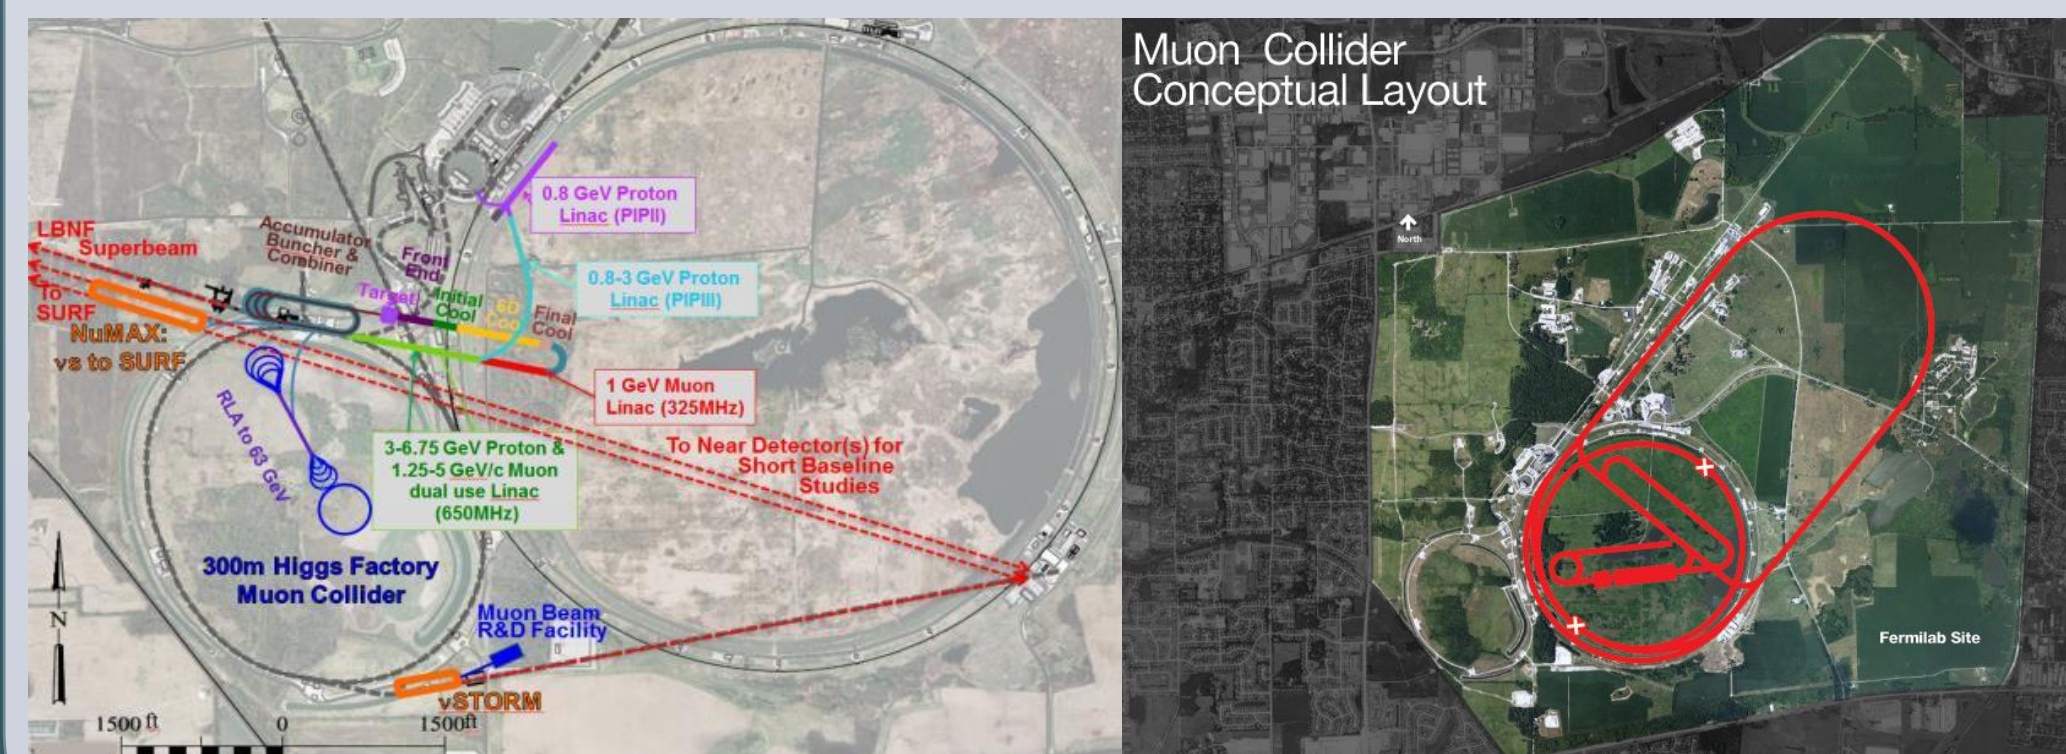 0.8 GeV Proton
Linac (PIPII)
LBNF
Superbeam
Accumulator
Buncher &
Combiner
Front
End
0.8-3 GeV Proton
Linac (PIPIII)
To
SURF
Target
Initial
Cool
6D
Cool
Final
Cool
NuMAX:
νs to SURF
1 GeV Muon
Linac (325MHz)
RLA to 63 GeV
3-6.75 GeV Proton &
1.25-5 GeV/c Muon
dual use Linac
(650MHz)
To Near Detector(s) for
Short Baseline
Studies
300m Higgs Factory
Muon Collider
N
Muon Beam
R&D Facility
νSTORM
1500 ft
0
1500ft
Muon Collider
Conceptual Layout
North
Fermilab Site